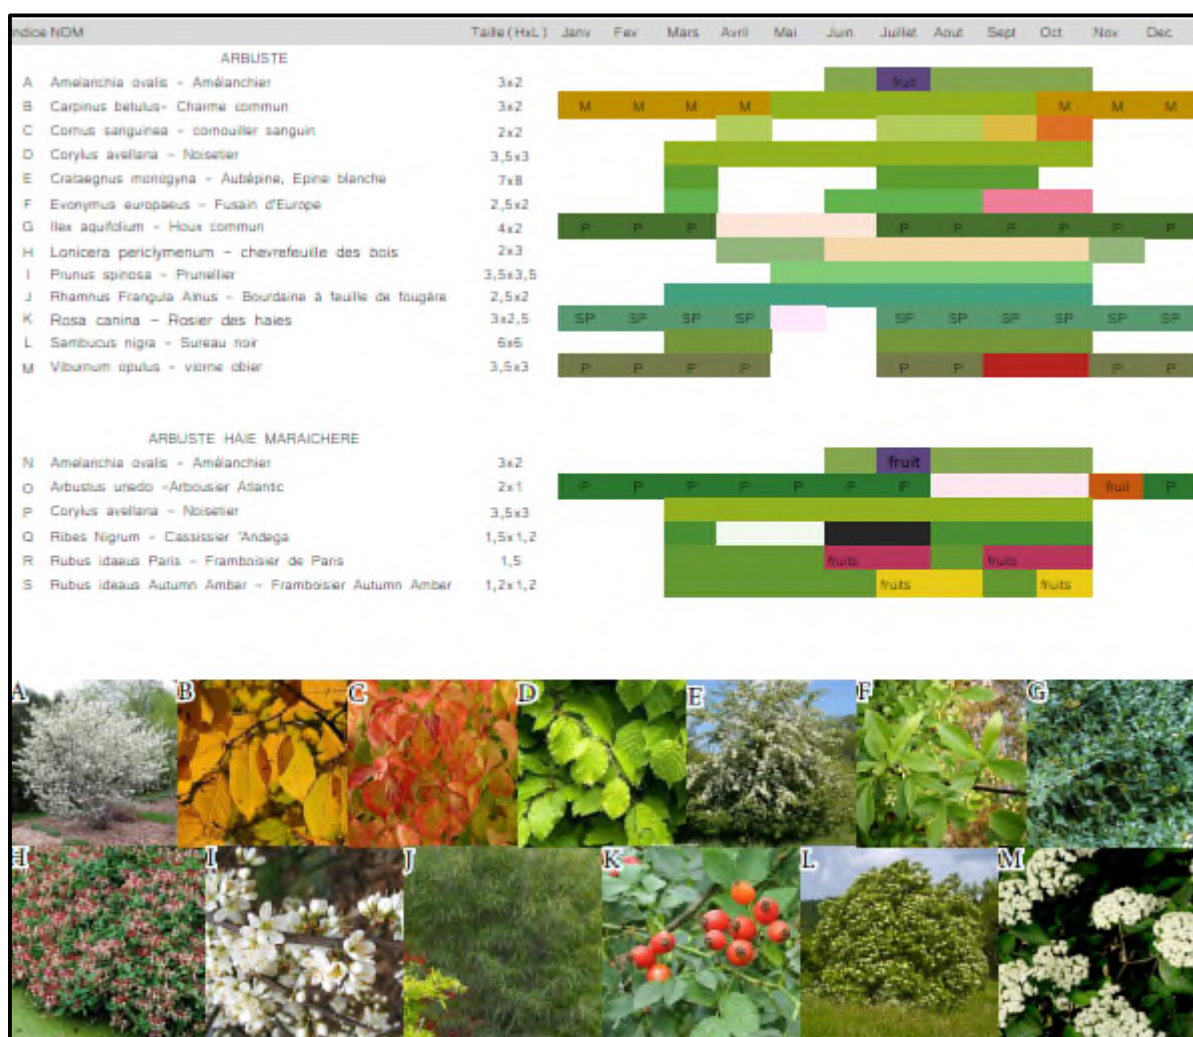 ndice NOM Taille (HxL) Janv Fev Mars Avril Mai Juin Juillet Aout Sept Oct Nov Dec
ARBUSTE
A Amelanchia ovalis - Amélanchier 3x2 fruit
B Carpinus betulus- Charme commun 3x2 M M M M M M M
C Cornus sanguinea - cornouiller sanguin 2x2
D Corylus avellana - Noisetier 3,5x3
E Crataegus monogyna - Aubépine, Epine blanche 7x8
F Evonymus europaeus - Fusain d'Europe 2,5x2
G Ilex aquifolium - Houx commun 4x2 P P P P P P P P P
H Lonicera periclymenum - chevrefeuille des bois 2x3
I Prunus spinosa - Prunellier 3,5x3,5
J Rhamnus Frangula Alnus - Bourdaine à feuille de fougère 2,5x2
K Rosa canina - Rosier des haies 3x2,5 SP SP SP SP SP SP SP SP SP SP
L Sambucus nigra - Sureau noir 6x6
M Viburnum opulus - viorne obier 3,5x3 P P P P P P P P
ARBUSTE HAIE MARAICHERE
N Amelanchia ovalis - Amélanchier 3x2 fruit
O Arbustus unedo -Arbousier Atlantic 2x1 P P P P P P P fruit P
P Corylus avellana - Noisetier 3,5x3
Q Ribes Nigrum - Cassissier "Andega 1,5x1,2
R Rubus idaeus Paris - Framboisier de Paris 1,5 fruits fruits
S Rubus ideaus Autumn Amber - Framboisier Autumn Amber 1,2x1,2 fruits fruits
A B C D E F G
H I J K L M